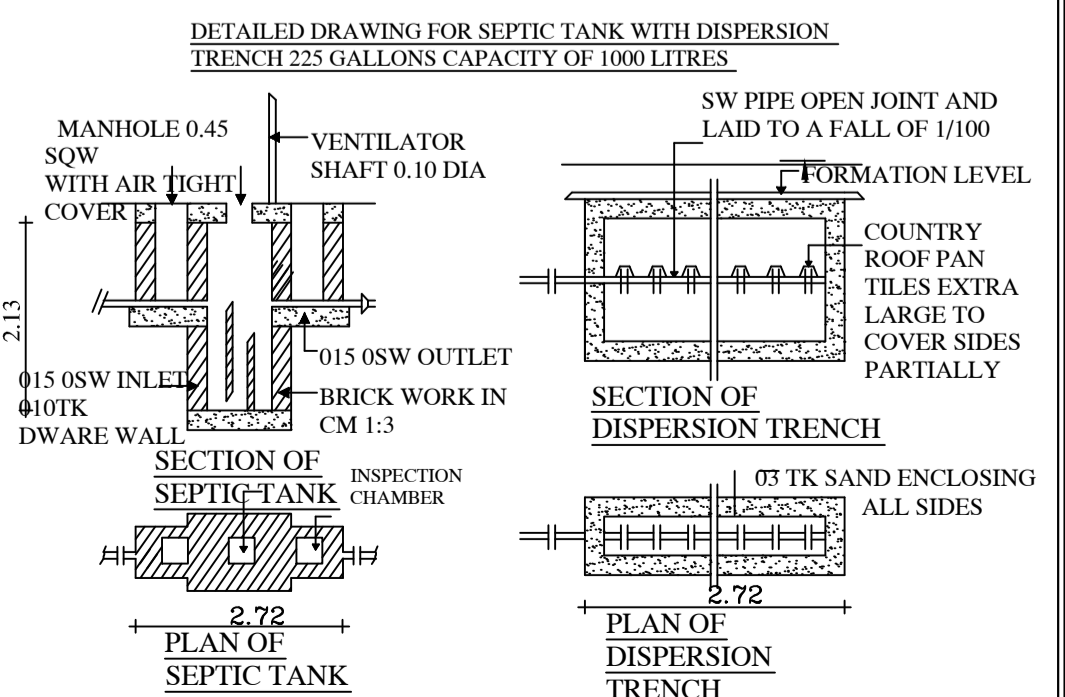 DETAILED DRAWING FOR SEPTIC TANK WITH DISPERSION
TRENCH 225 GALLONS CAPACITY OF 1000 LITRES
MANHOLE 0.45
SQW
WITH AIR TIGHT
COVER
VENTILATOR
SHAFT 0.10 DIA
2.13
015 0SW INLET
010TK
DWARE WALL
015 0SW OUTLET
BRICK WORK IN
CM 1:3
SECTION OF
SEPTIC TANK
INSPECTION
CHAMBER
2.72
PLAN OF
SEPTIC TANK
SW PIPE OPEN JOINT AND
LAID TO A FALL OF 1/100
FORMATION LEVEL
COUNTRY
ROOF PAN
TILES EXTRA
LARGE TO
COVER SIDES
PARTIALLY
SECTION OF
DISPERSION TRENCH
03 TK SAND ENCLOSING
ALL SIDES
2.72
PLAN OF
DISPERSION
TRENCH